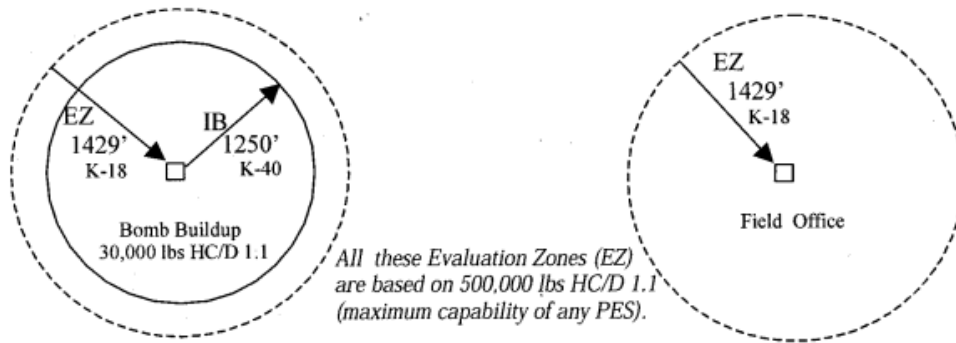 EZ
1429’
K-18
IB
1250’
K-40
Bomb Buildup
30,000 lbs HC/D 1.1
All these Evaluation Zones (EZ)
are based on 500,000 lbs HC/D 1.1
(maximum capability of any PES).
EZ
1429’
K-18
Field Office